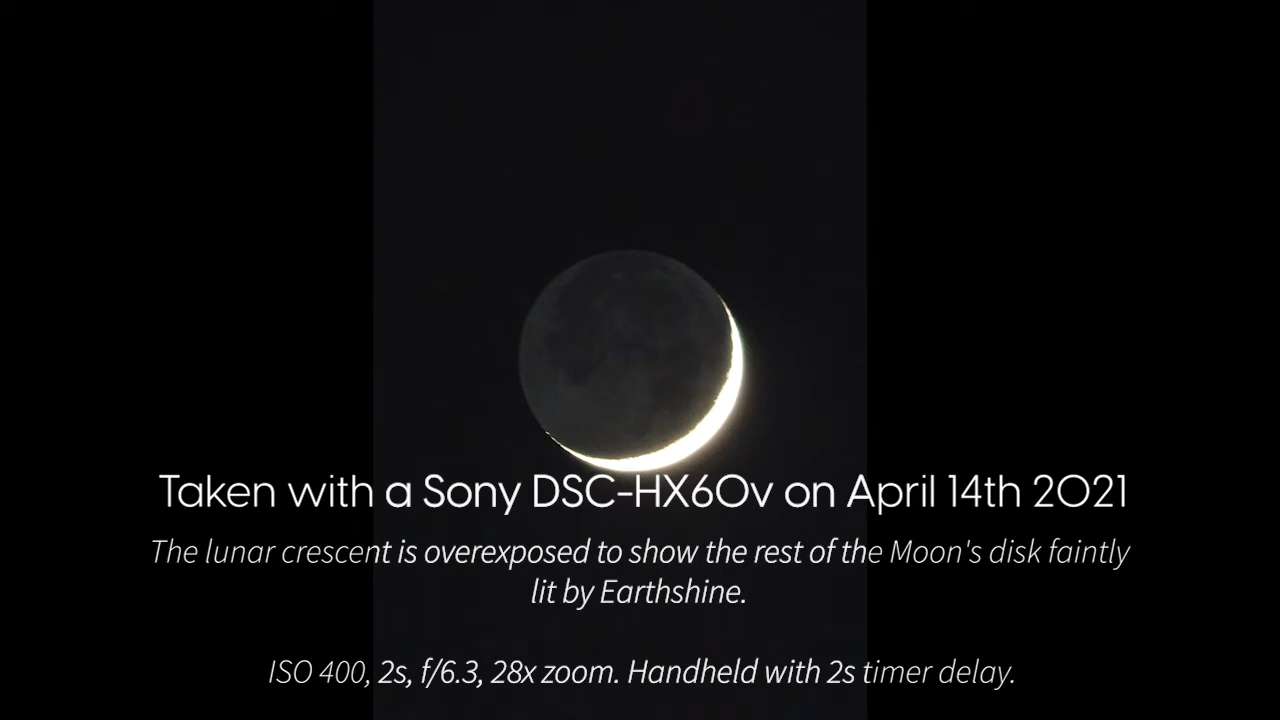 Taken with a Sony DSC-HX60v on April 14th 2021
The lunar crescent is overexposed to show the rest of the Moon's disk faintly
lit by Earthshine.
ISO 400, 2s, f/6.3, 28x zoom. Handheld with 2s timer delay.